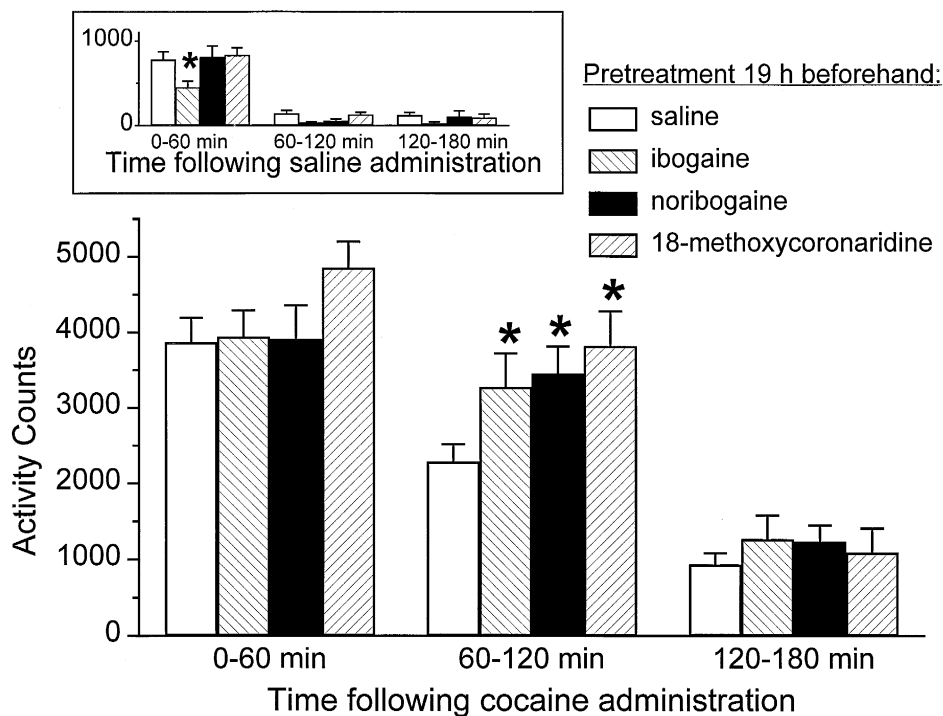 1000
0
*
0-60 min 60-120 min 120-180 min
Time following saline administration
Pretreatment 19 h beforehand:
saline
ibogaine
noribogaine
18-methoxycoronaridine
5000
4000
3000
2000
1000
0
Activity Counts
* * *
0-60 min 60-120 min 120-180 min
Time following cocaine administration